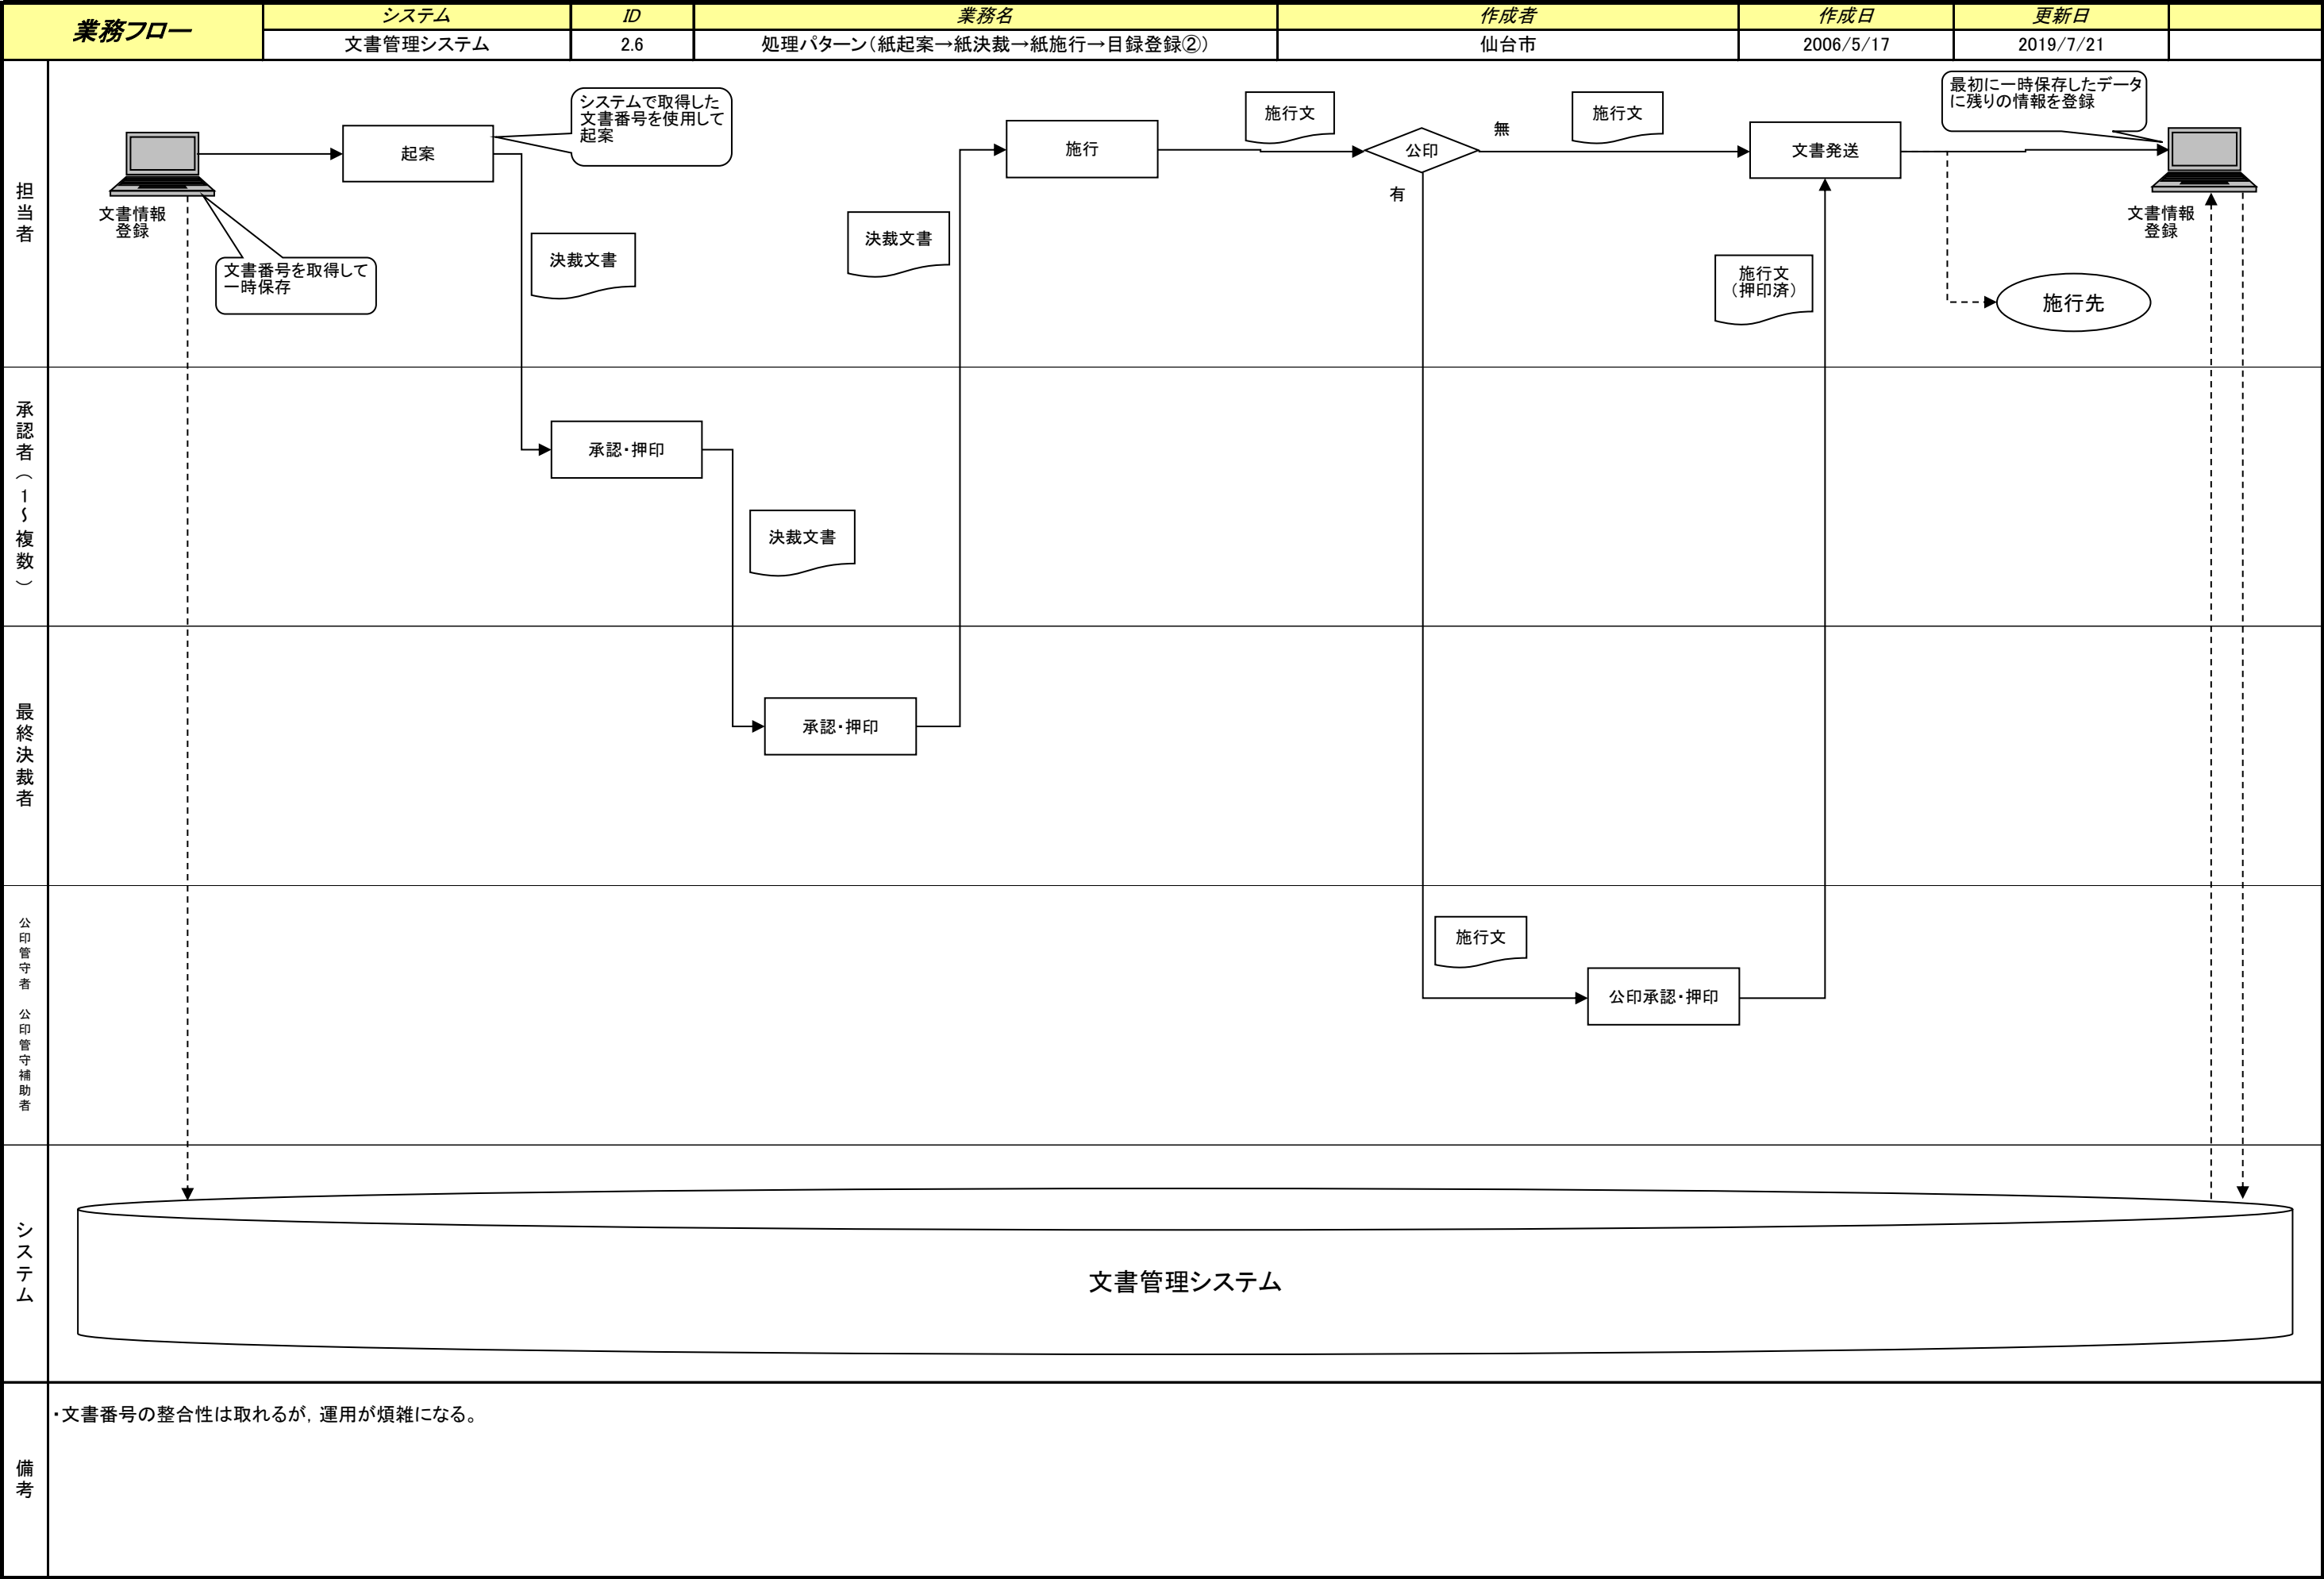 業務フロー
システム
ID
業務名
作成者
作成日
更新日
文書管理システム
2.6
処理パターン（紙起案→紙決裁→紙施行→目録登録②）
仙台市
2006/5/17
2019/7/21
担当者
文書情報
登録
文書番号を取得して
一時保存
起案
システムで取得した
文書番号を使用して
起案
決裁文書
決裁文書
施行
施行文
公印
無
有
施行文
文書発送
施行文
（押印済）
施行先
最初に一時保存したデータ
に残りの情報を登録
文書情報
登録
承認者（１～複数）
承認・押印
決裁文書
最終決裁者
承認・押印
公印管守者　公印管守補助者
施行文
公印承認・押印
システム
文書管理システム
備考
・文書番号の整合性は取れるが，運用が煩雑になる。